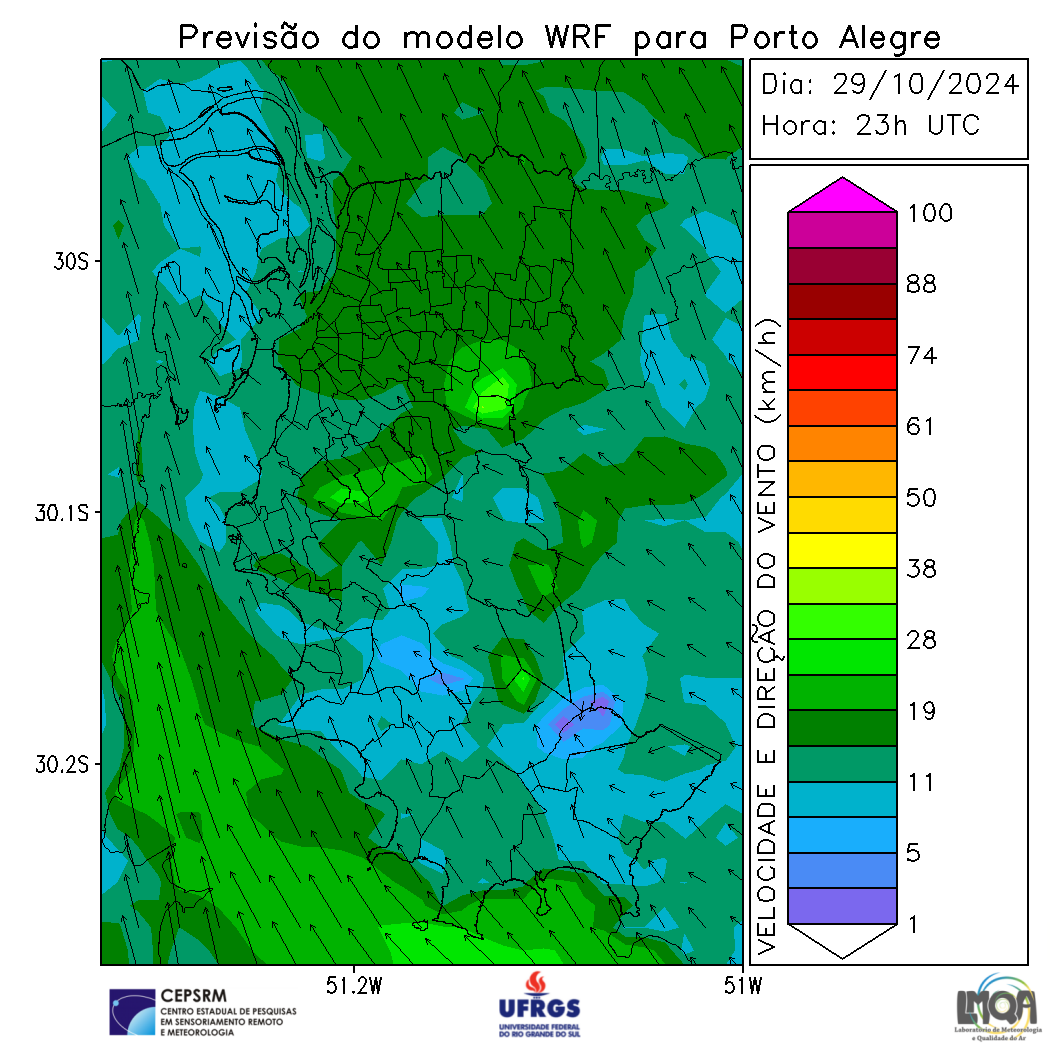 Previsão do modelo WRF para Porto Alegre
Dia: 29/10/2024
Hora: 23h UTC
100
88
74
61
50
38
28
19
11
5
1
VELOCIDADE E DIREÇÃO DO VENTO (km/h)
30S
30.1S
30.2S
51.2W
51W
CEPSRM
CENTRO ESTADUAL DE PESQUISAS
EM SENSORIAMENTO REMOTO
E METEOROLOGIA
UFRGS
UNIVERSIDADE FEDERAL
DO RIO GRANDE DO SUL
LMQA
Laboratório de Meteorologia
e Qualidade do Ar